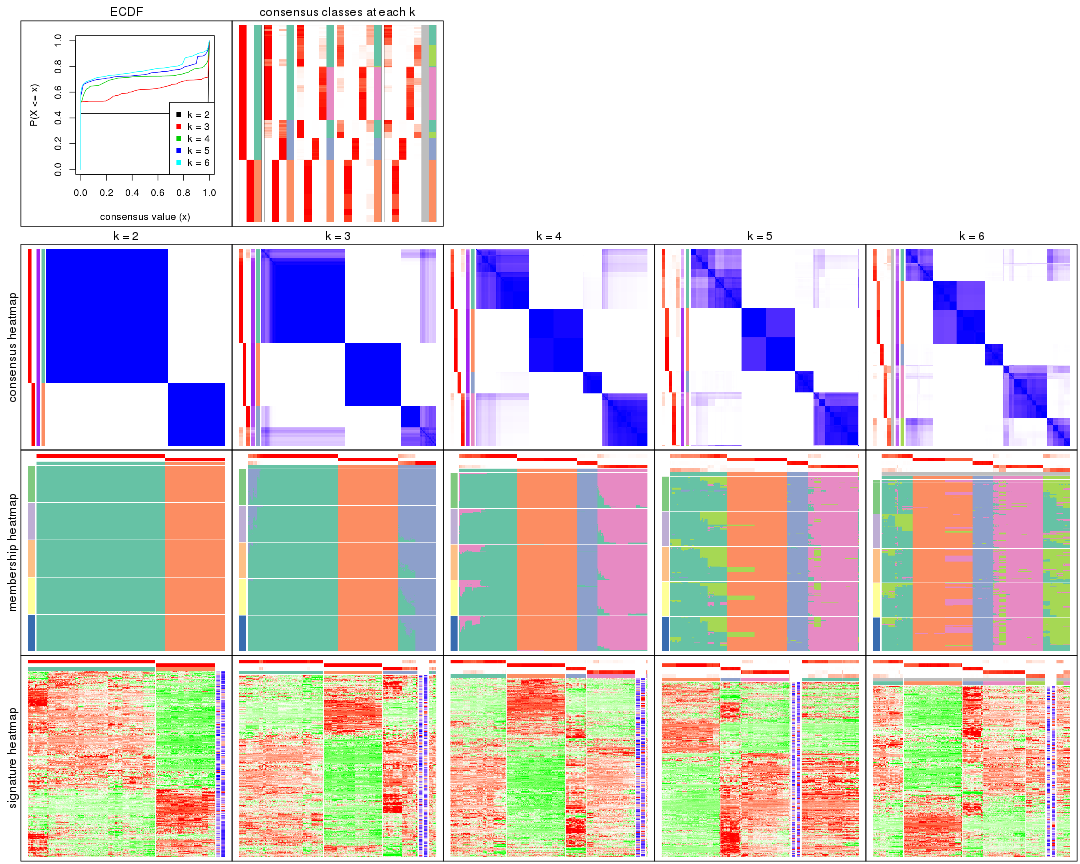 ECDF
consensus classes at each k
P(X <= x)
0.0 0.2 0.4 0.6 0.8 1.0
k = 2
k = 3
k = 4
k = 5
k = 6
0.0 0.2 0.4 0.6 0.8 1.0
consensus value (x)
k = 2 k = 3 k = 4 k = 5 k = 6
consensus heatmap
membership heatmap
signature heatmap